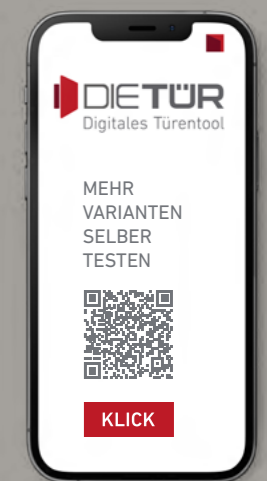 DIETÜR
Digitales Türentool
MEHR
VARIANTEN
SELBER
TESTEN
KLICK